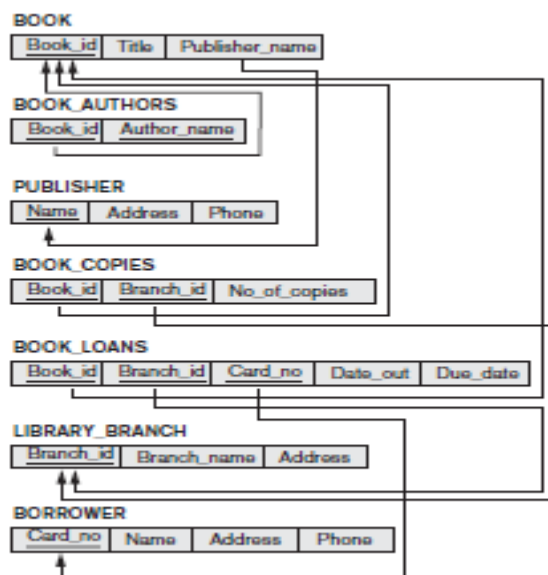 BOOK
Book_id Title Publisher_name
BOOK_AUTHORS
Book_id Author_name
PUBLISHER
Name Address Phone
BOOK_COPIES
Book_id Branch_id No_of_copies
BOOK_LOANS
Book_id Branch_id Card_no Date_out Due_date
LIBRARY_BRANCH
Branch_id Branch_name Address
BORROWER
Card_no Name Address Phone